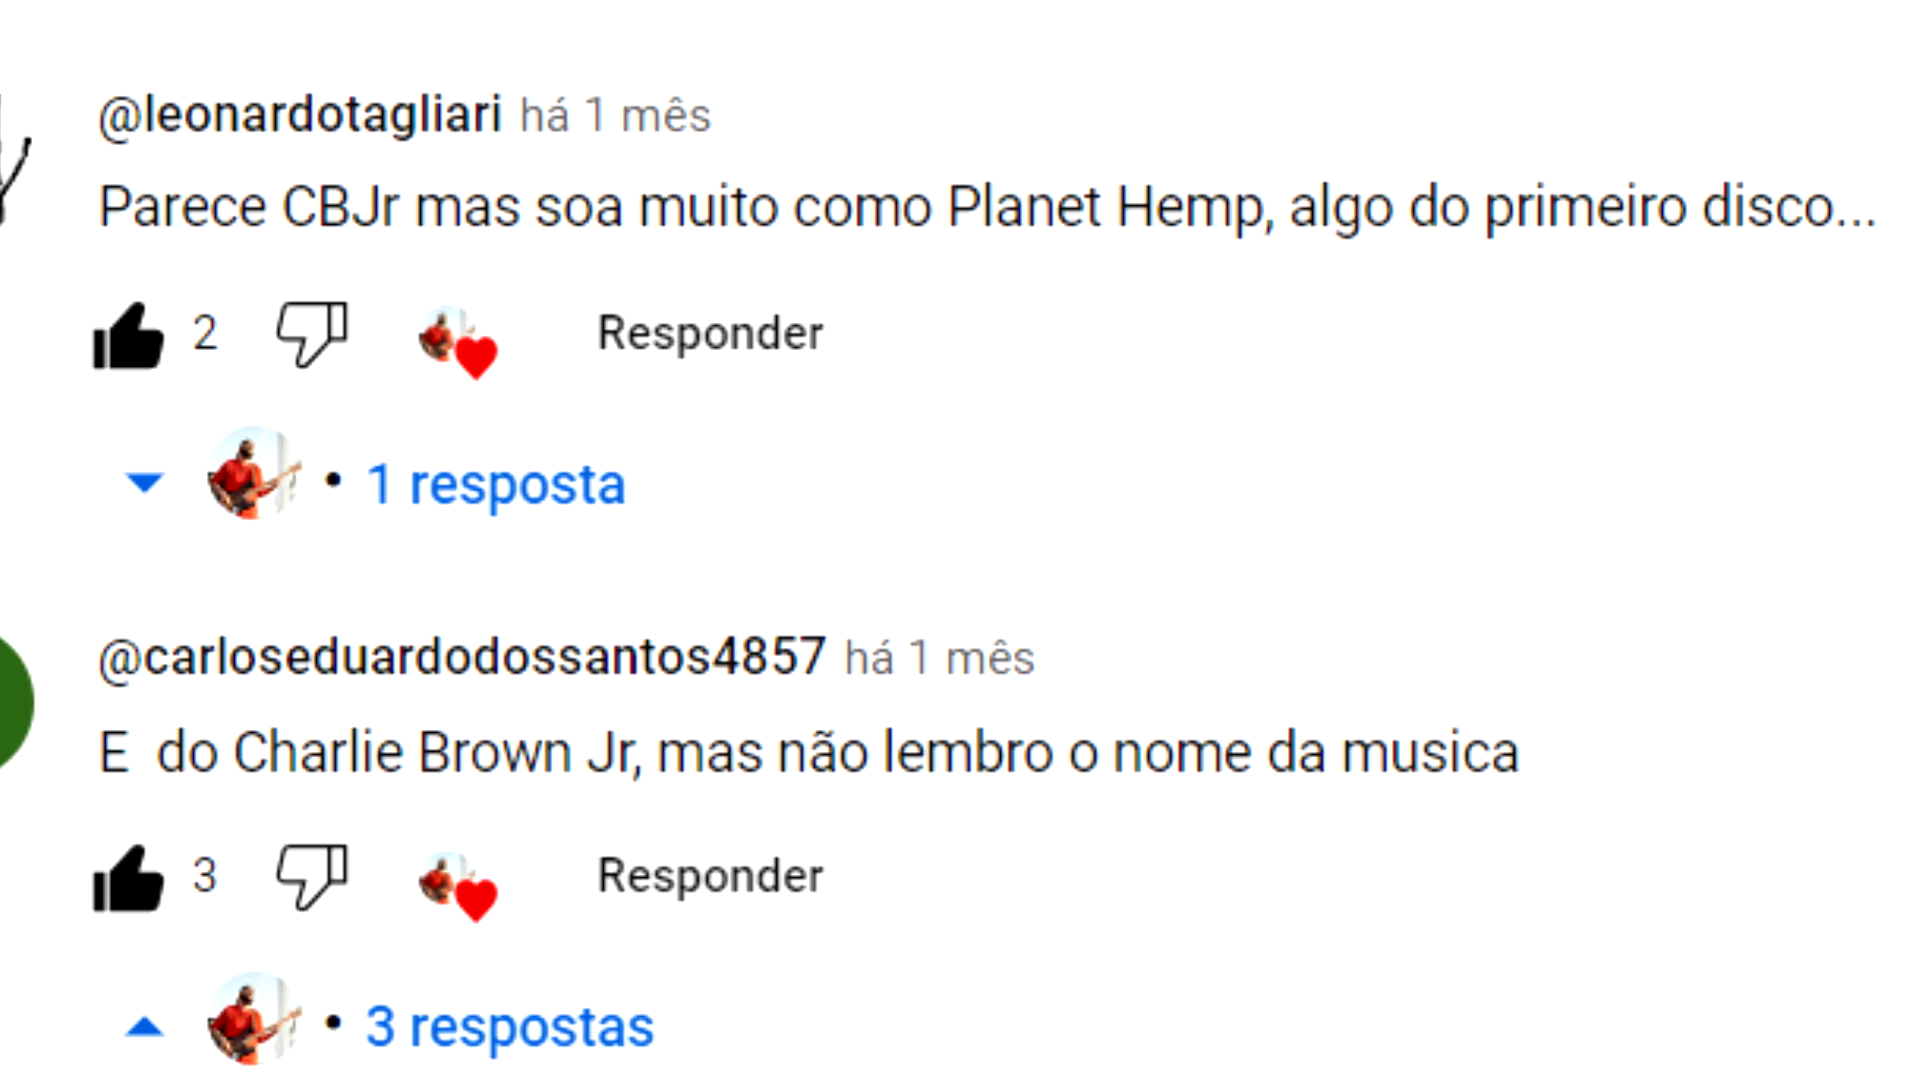 @leonardotagliari há 1 mês
Parece CBJr mas soa muito como Planet Hemp, algo do primeiro disco...
2 Responder
• 1 resposta
@carloseduardodossantos4857 há 1 mês
E  do Charlie Brown Jr, mas não lembro o nome da musica
3 Responder
• 3 respostas